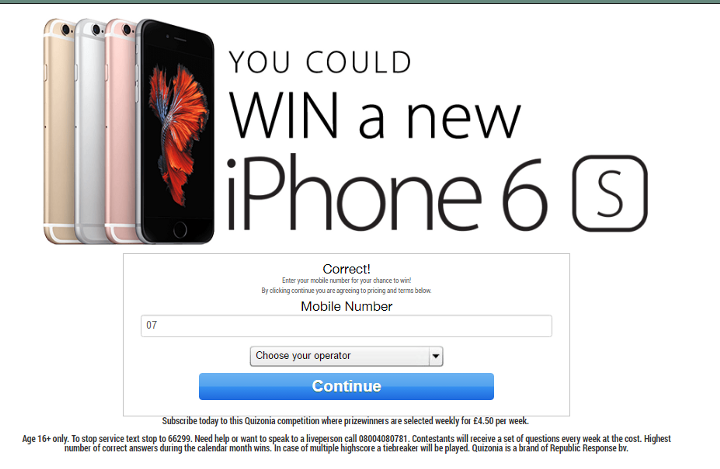 YOU COULD
WIN a new
iPhone 6 S
Correct!
Enter your mobile number for your chance to win!
By clicking continue you are agreeing to pricing and terms below.
Mobile Number
07
Choose your operator
Continue
Subscribe today to this Quizonia competition where prizewinners are selected weekly for £4.50 per week.
Age 16+ only. To stop service text stop to 66299. Need help or want to speak to a liveperson call 08004080781. Contestants will receive a set of questions every week at the cost. Highest
number of correct answers during the calendar month wins. In case of multiple highscore a tiebreaker will be played. Quizonia is a brand of Republic Response bv.